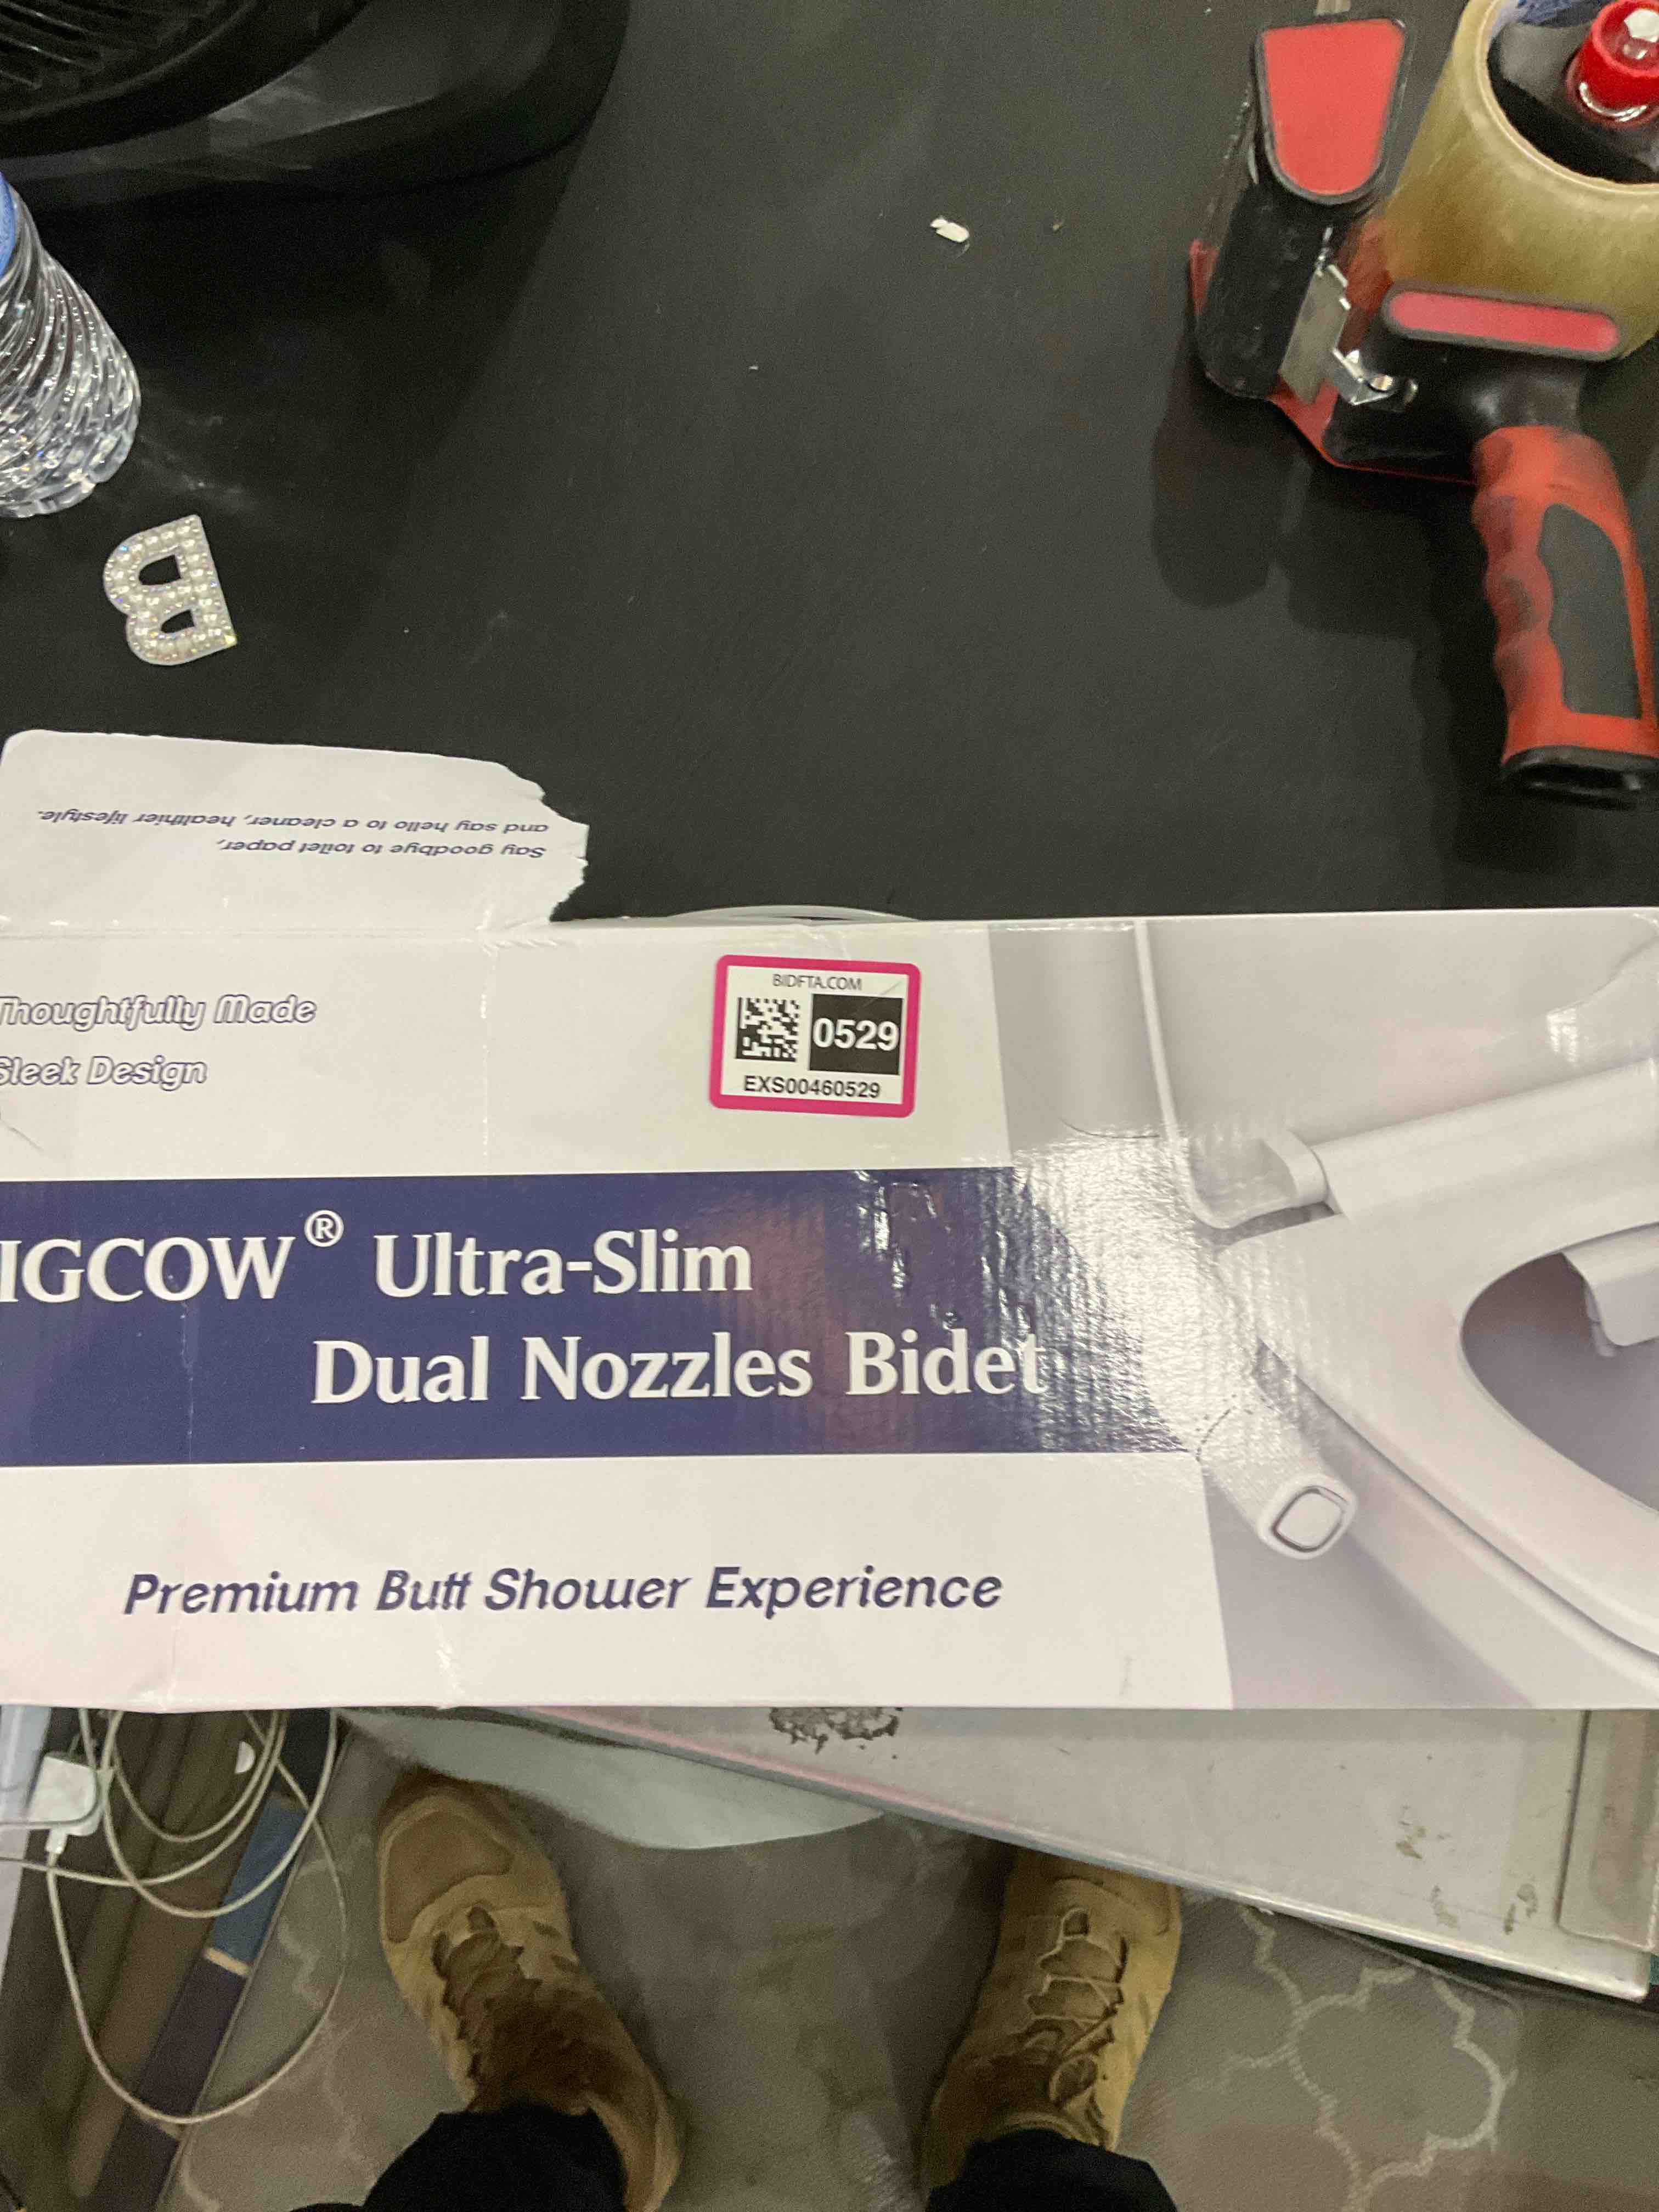 B
Say goodbye to toilet paper,
and say hello to a cleaner, healthier lifestyle.
Thoughtfully Made
Sleek Design
BIDFTA.COM
0529
EXS00460529
IGCOW® Ultra-Slim
Dual Nozzles Bidet
Premium Butt Shower Experience